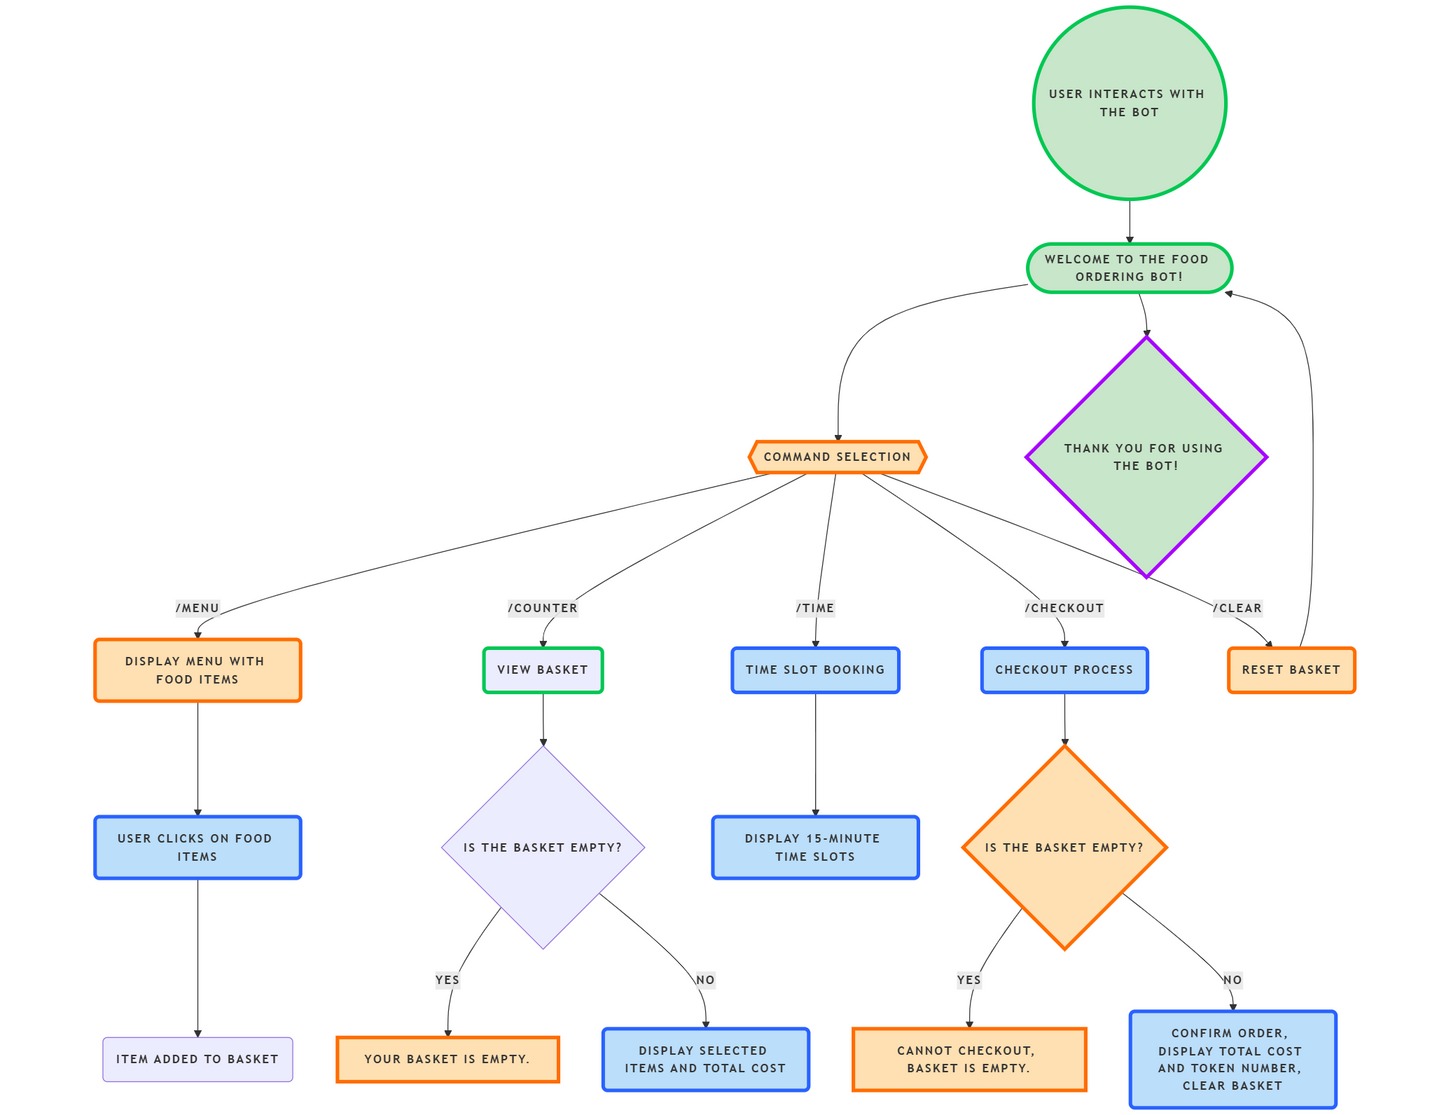 USER INTERACTS WITH
THE BOT
WELCOME TO THE FOOD
ORDERING BOT!
COMMAND SELECTION
THANK YOU FOR USING
THE BOT!
/MENU
/COUNTER
/TIME
/CHECKOUT
/CLEAR
DISPLAY MENU WITH
FOOD ITEMS
VIEW BASKET
TIME SLOT BOOKING
CHECKOUT PROCESS
RESET BASKET
USER CLICKS ON FOOD
ITEMS
IS THE BASKET EMPTY?
DISPLAY 15-MINUTE
TIME SLOTS
IS THE BASKET EMPTY?
YES
NO
YES
NO
ITEM ADDED TO BASKET
YOUR BASKET IS EMPTY.
DISPLAY SELECTED
ITEMS AND TOTAL COST
CANNOT CHECKOUT,
BASKET IS EMPTY.
CONFIRM ORDER,
DISPLAY TOTAL COST
AND TOKEN NUMBER,
CLEAR BASKET